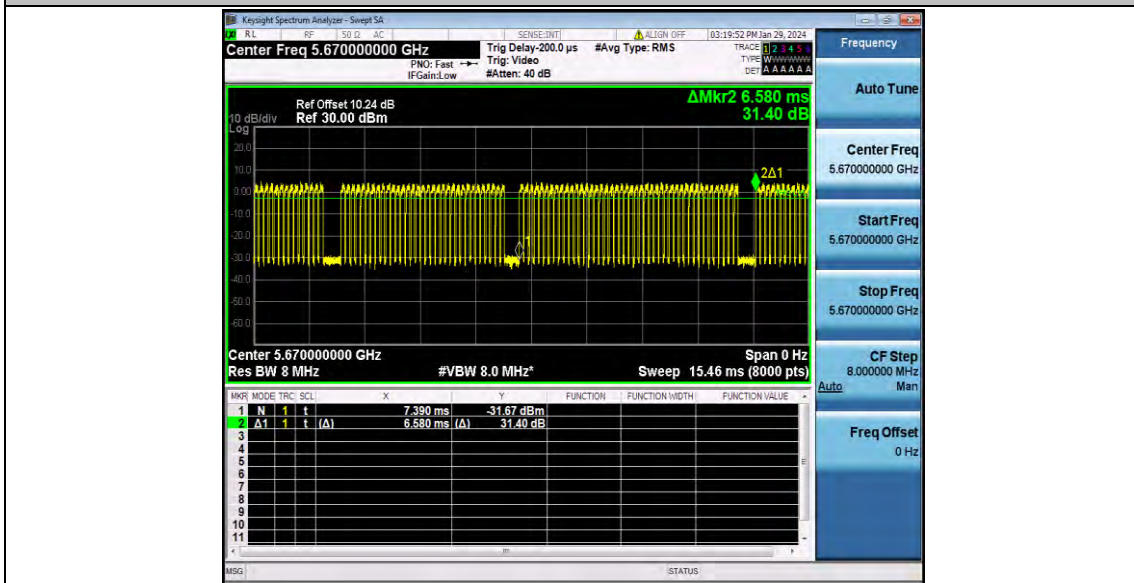 Keysight Spectrum Analyzer - Swept SA
RL RF 50 Ω AC SENSE:INT ALIGN OFF 03:19:52 PM Jan 29, 2024
Center Freq 5.670000000 GHz
Trig Delay-200.0 µs #Avg Type: RMS TRACE 1 2 3 4 5 6
PNO: Fast Trig: Video TYPE WWWWWW
IFGain:Low #Atten: 40 dB DET A A A A A A
Frequency
ΔMkr2 6.580 ms
Ref Offset 10.24 dB
10 dB/div Ref 30.00 dBm 31.40 dB
Log
20.0
10.0
0.00
-10.0
-20.0
-30.0
-40.0
-50.0
-60.0
2Δ1
1
Center 5.670000000 GHz Span 0 Hz
Res BW 8 MHz #VBW 8.0 MHz* Sweep 15.46 ms (8000 pts)
MKR MODE TRC SCL X Y FUNCTION FUNCTION WIDTH FUNCTION VALUE
1 N 1 t 7.390 ms -31.67 dBm
2 Δ1 1 t (Δ) 6.580 ms (Δ) 31.40 dB
3
4
5
6
7
8
9
10
11
MSG STATUS
Auto Tune
Center Freq
5.670000000 GHz
Start Freq
5.670000000 GHz
Stop Freq
5.670000000 GHz
CF Step
8.000000 MHz
Auto Man
Freq Offset
0 Hz